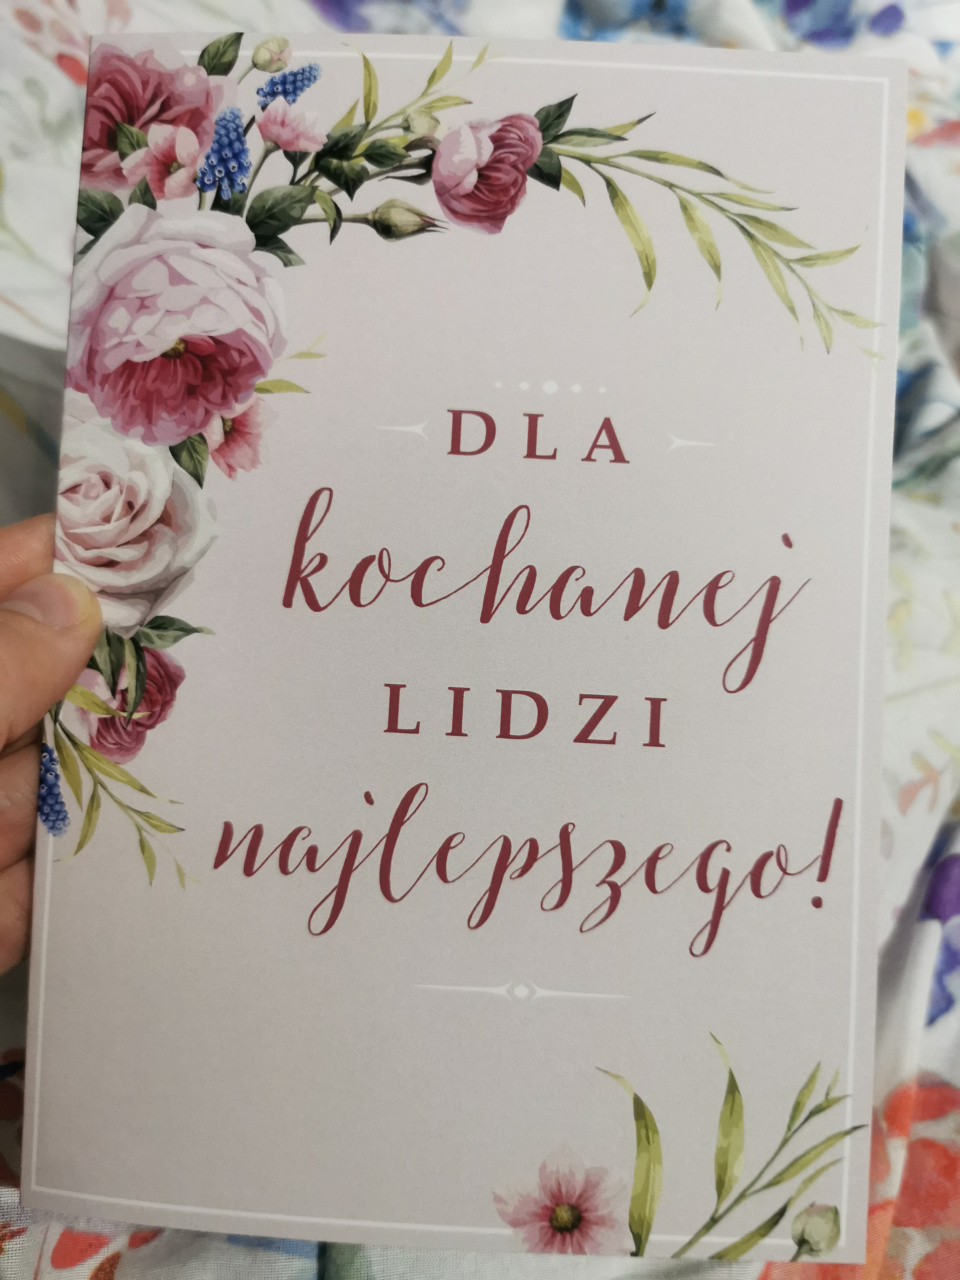 DLA
kochanej
LIDZI
najlepszego!